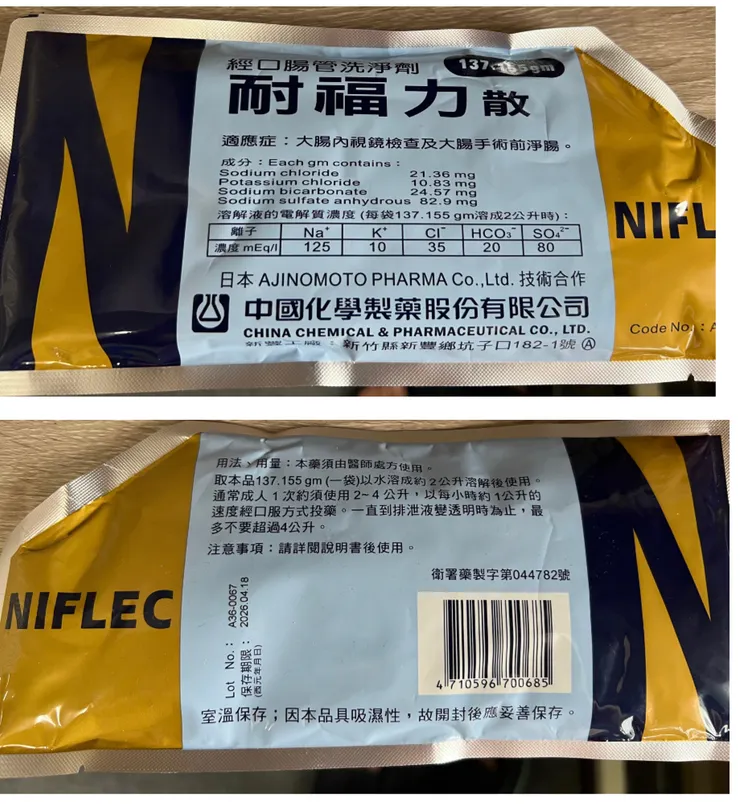 經口腸管洗淨劑 137.155gm
耐福力散
適應症：大腸內視鏡檢查及大腸手術前淨腸。
成分：Each gm contains：
Sodium chloride 21.36 mg
Potassium chloride 10.83 mg
Sodium bicarbonate 24.57 mg
Sodium sulfate anhydrous 82.9 mg
溶解液的電解質濃度 (每袋137.155 gm溶成2公升時)：
離子 Na⁺ K⁺ Cl⁻ HCO₃⁻ SO₄²⁻
濃度 mEq/l 125 10 35 20 80
NIFL
日本 AJINOMOTO PHARMA Co.,Ltd. 技術合作
中國化學製藥股份有限公司
CHINA CHEMICAL & PHARMACEUTICAL CO., LTD.
Code No.：A
新豐工廠：新竹縣新豐鄉坑子口182-1號Ⓐ
用法、用量：本藥須由醫師處方使用。
取本品137.155 gm (一袋)以水溶成約2公升溶解後使用。
通常成人1次約須使用2~4公升，以每小時約1公升的
速度經口服方式投藥。一直到排泄液變透明時為止，最
多不要超過4公升。
注意事項：請詳閱說明書後使用。
衛署藥製字第044782號
NIFLEC
Lot No.： A36-0067
保存期限： 2026.04.18
(西元年月日)
4 710596 700685
室溫保存；因本品具吸濕性，故開封後應妥善保存。